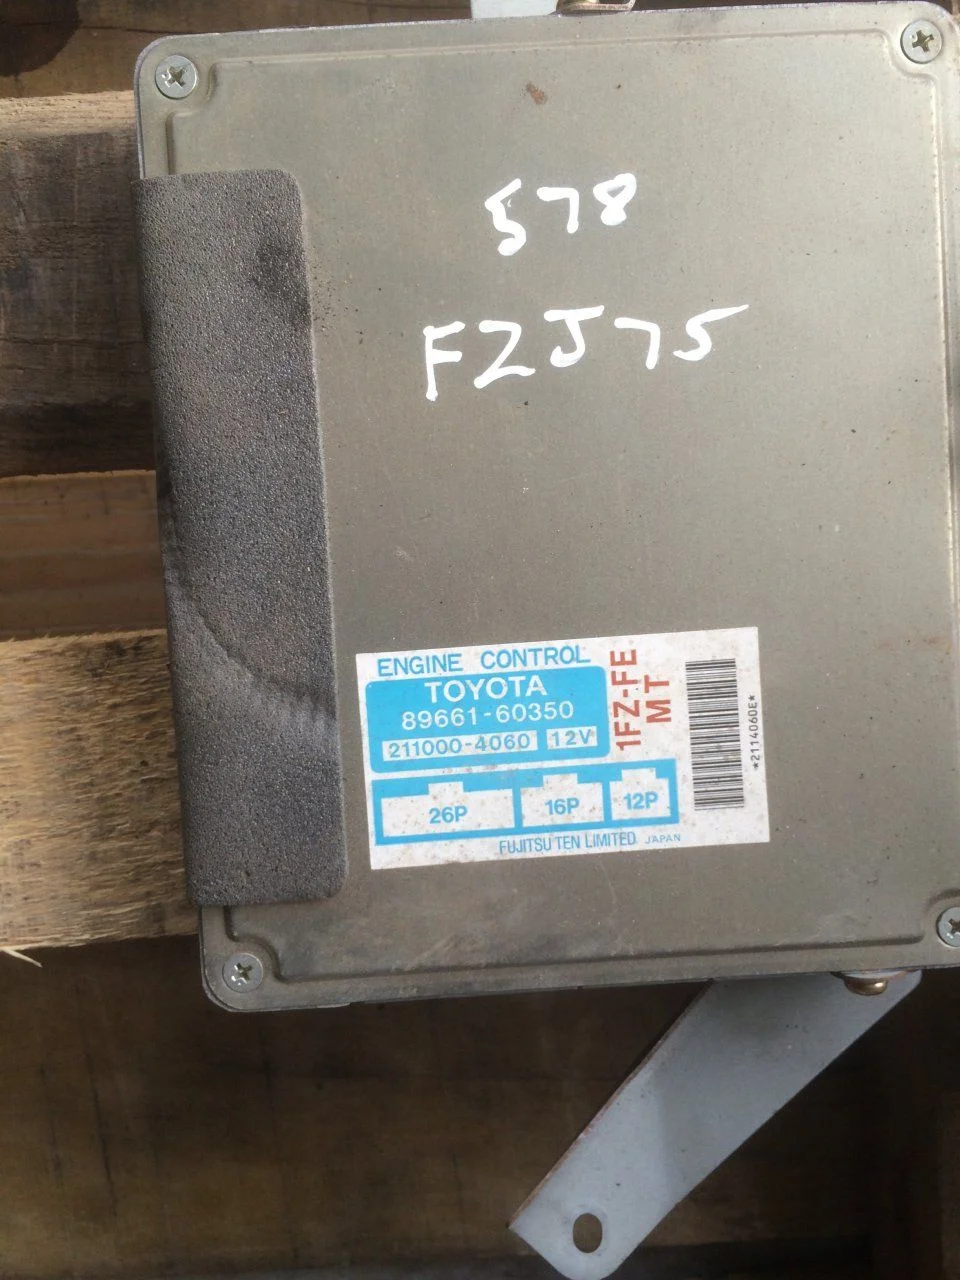 578
FZJ75
ENGINE CONTROL
TOYOTA
89661-60350
211000-4060 12V
1FZ-FE
MT
26P 16P 12P
FUJITSU TEN LIMITED JAPAN
*2114060E*